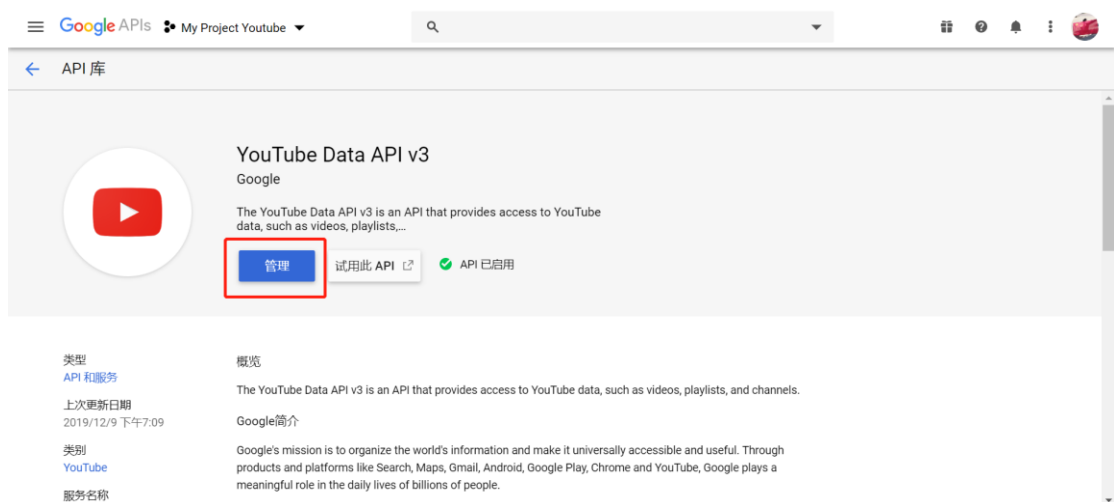 Google APIs My Project Youtube
API 库
YouTube Data API v3
Google
The YouTube Data API v3 is an API that provides access to YouTube
data, such as videos, playlists,...
管理 试用此 API API 已启用
类型
API 和服务
上次更新日期
2019/12/9 下午7:09
类别
YouTube
服务名称
概览
The YouTube Data API v3 is an API that provides access to YouTube data, such as videos, playlists, and channels.
Google简介
Google's mission is to organize the world's information and make it universally accessible and useful. Through
products and platforms like Search, Maps, Gmail, Android, Google Play, Chrome and YouTube, Google plays a
meaningful role in the daily lives of billions of people.